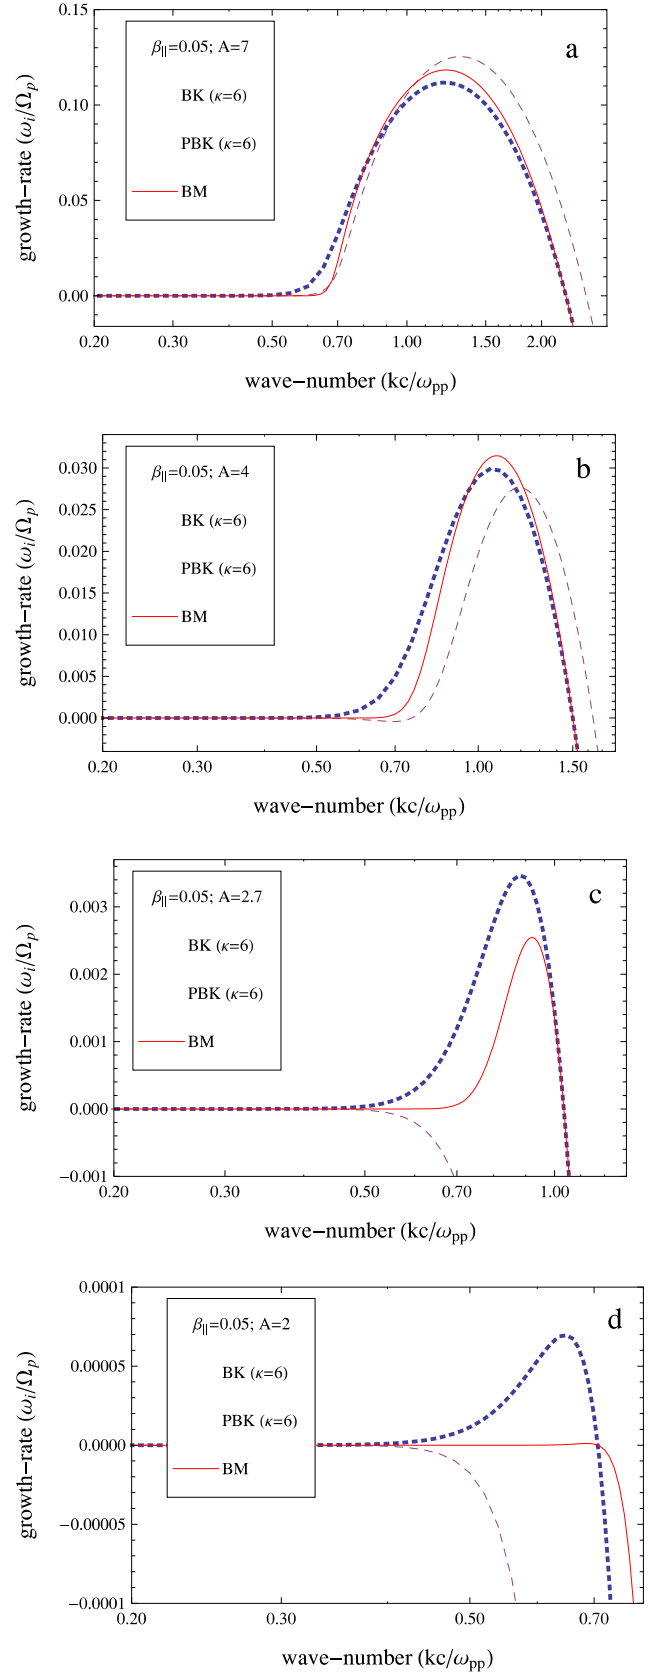 a
β||=0.05; A=7
BK (κ=6)
PBK (κ=6)
BM
growth−rate (ωi/Ωp)
0.15
0.10
0.05
0.00
0.20 0.30 0.50 0.70 1.00 1.50 2.00
wave−number (kc/ωpp)
b
β||=0.05; A=4
BK (κ=6)
PBK (κ=6)
BM
growth−rate (ωi/Ωp)
0.030
0.025
0.020
0.015
0.010
0.005
0.000
0.20 0.30 0.50 0.70 1.00 1.50
wave−number (kc/ωpp)
c
β||=0.05; A=2.7
BK (κ=6)
PBK (κ=6)
BM
growth−rate (ωi/Ωp)
0.003
0.002
0.001
0.000
−0.001
0.20 0.30 0.50 0.70 1.00
wave−number (kc/ωpp)
d
β||=0.05; A=2
BK (κ=6)
PBK (κ=6)
BM
growth−rate (ωi/Ωp)
0.0001
0.00005
0.0000
−0.00005
−0.0001
0.20 0.30 0.50 0.70
wave−number (kc/ωpp)